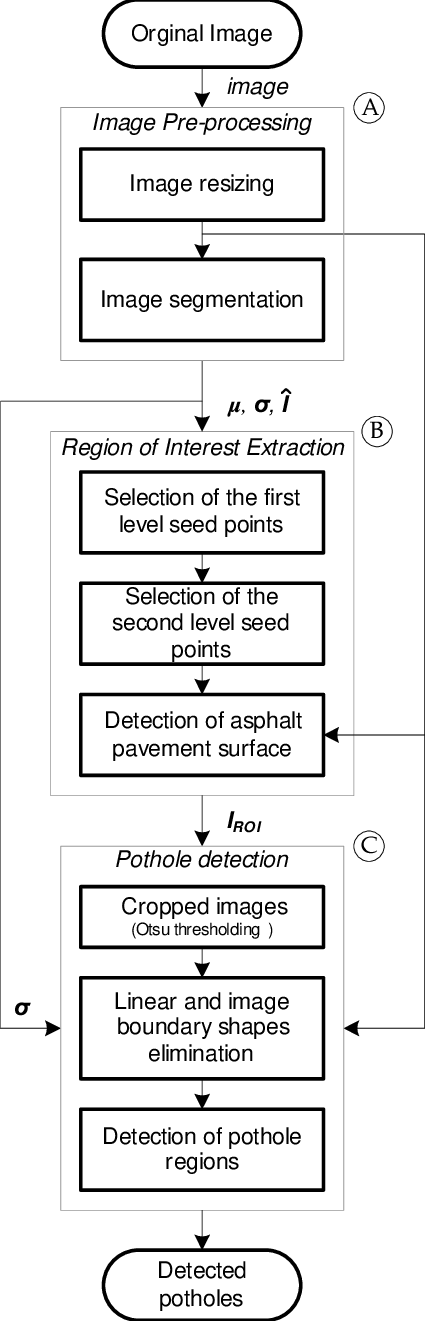 Orginal Image
image
A
Image Pre-processing
Image resizing
Image segmentation
μ, σ, Î
B
Region of Interest Extraction
Selection of the first
level seed points
Selection of the
second level seed
points
Detection of asphalt
pavement surface
I_ROI
C
Pothole detection
Cropped images
(Otsu thresholding )
σ
Linear and image
boundary shapes
elimination
Detection of pothole
regions
Detected
potholes